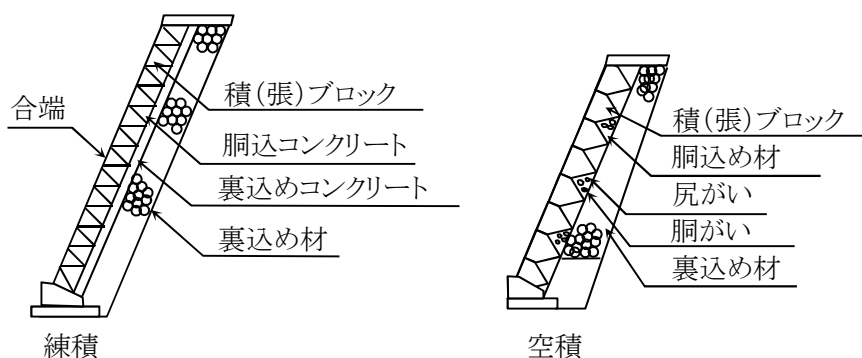 合端
積(張)ブロック
胴込コンクリート
裏込めコンクリート
裏込め材
練積
積(張)ブロック
胴込め材
尻がい
胴がい
裏込め材
空積